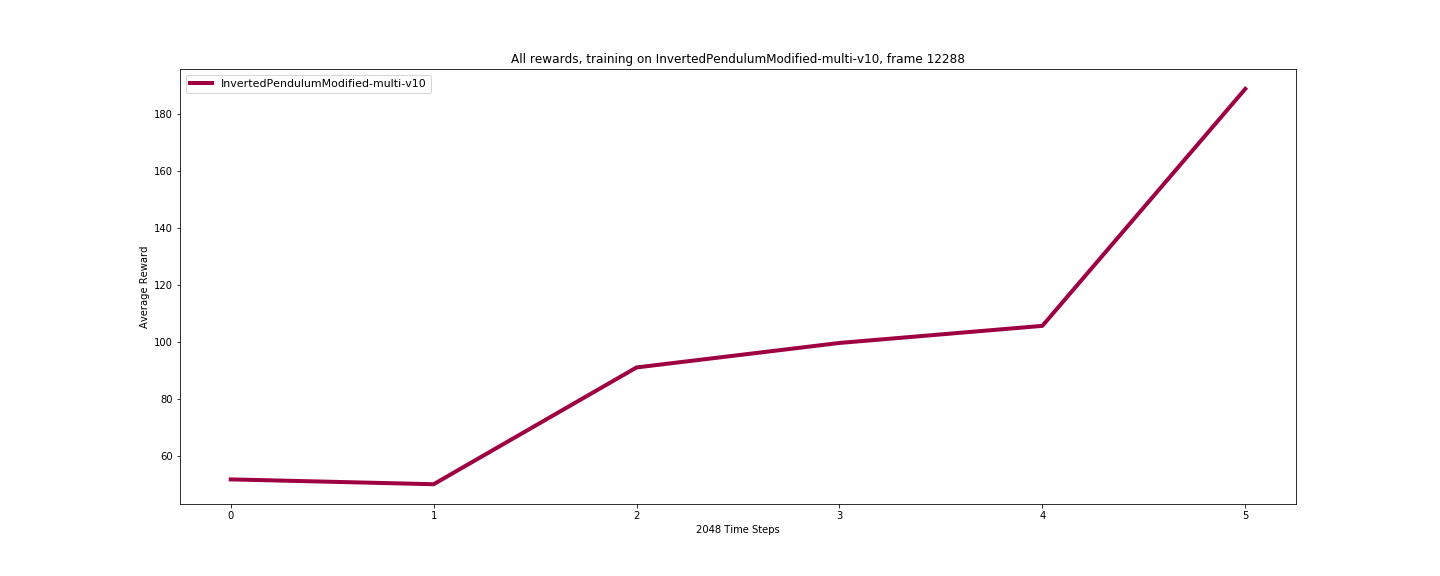 All rewards, training on InvertedPendulumModified-multi-v10, frame 12288
InvertedPendulumModified-multi-v10
180
160
140
120
100
80
60
Average Reward
0 1 2 3 4 5
2048 Time Steps